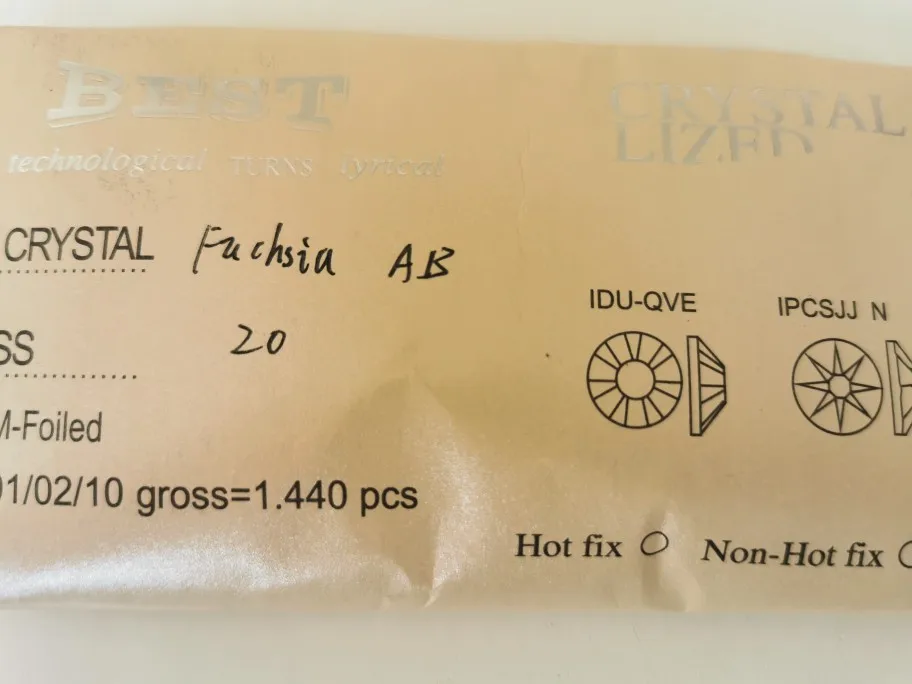 BEST
technological TURNS lyrical
CRYSTAL
LIZED
CRYSTAL Fuchsia AB
SS 20
IDU-QVE
IPCSJJ N
M-Foiled
01/02/10 gross=1.440 pcs
Hot fix
Non-Hot fix